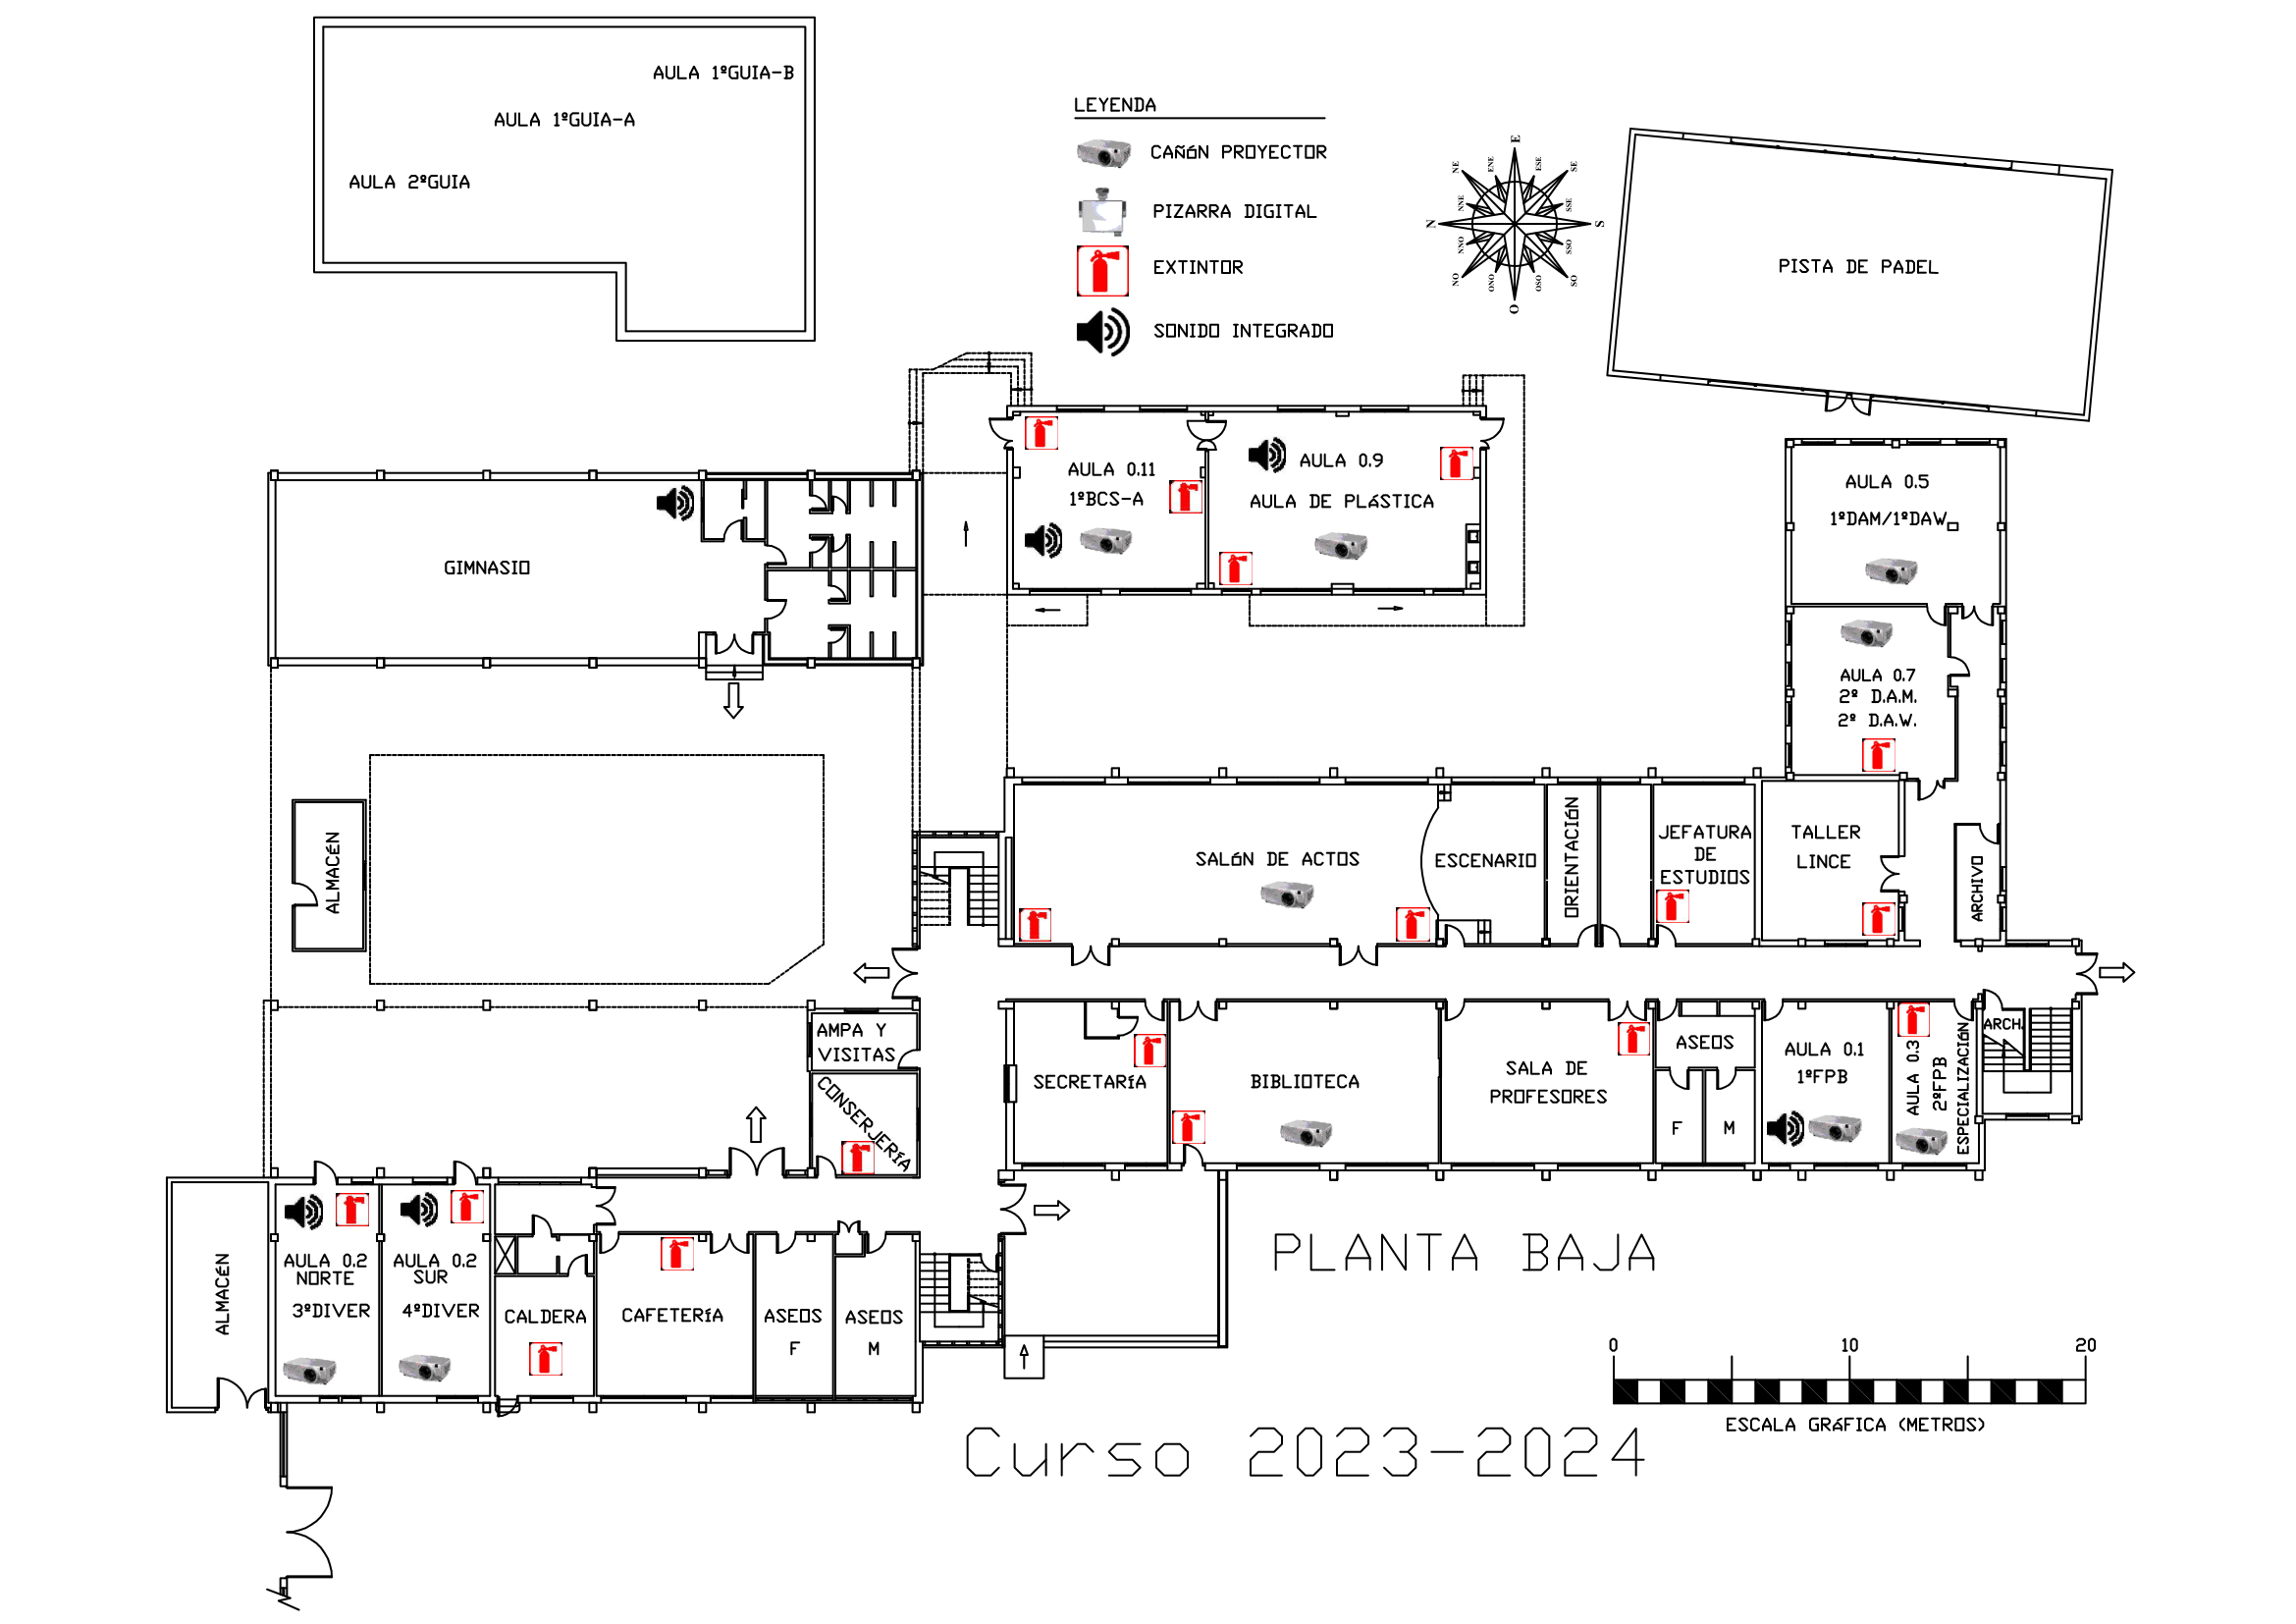 AULA 1ºGUIA-B
AULA 1ºGUIA-A
AULA 2ºGUIA
LEYENDA
CAÑÓN PROYECTOR
PIZARRA DIGITAL
EXTINTOR
SONIDO INTEGRADO
E
ENE
ESE
NE
SE
NNE
SSE
N
S
NNO
SSO
NO
SO
ONO
OSO
O
PISTA DE PADEL
AULA 0.11
1ºBCS-A
AULA 0.9
AULA DE PLÁSTICA
AULA 0.5
1ºDAM/1ºDAW
GIMNASIO
AULA 0.7
2º D.A.M.
2º D.A.W.
ALMACÉN
SALÓN DE ACTOS
ESCENARIO
ORIENTACIÓN
JEFATURA
DE
ESTUDIOS
TALLER
LINCE
ARCHIVO
AMPA Y
VISITAS
CONSERJERÍA
SECRETARÍA
BIBLIOTECA
SALA DE
PROFESORES
ASEOS
F
M
AULA 0.1
1ºFPB
AULA 0.3
2ºFPB
ESPECIALIZACIÓN
ARCH.
ALMACÉN
AULA 0.2
NORTE
3ºDIVER
AULA 0.2
SUR
4ºDIVER
CALDERA
CAFETERÍA
ASEOS
F
ASEOS
M
PLANTA BAJA
0
10
20
ESCALA GRÁFICA (METROS)
Curso 2023-2024